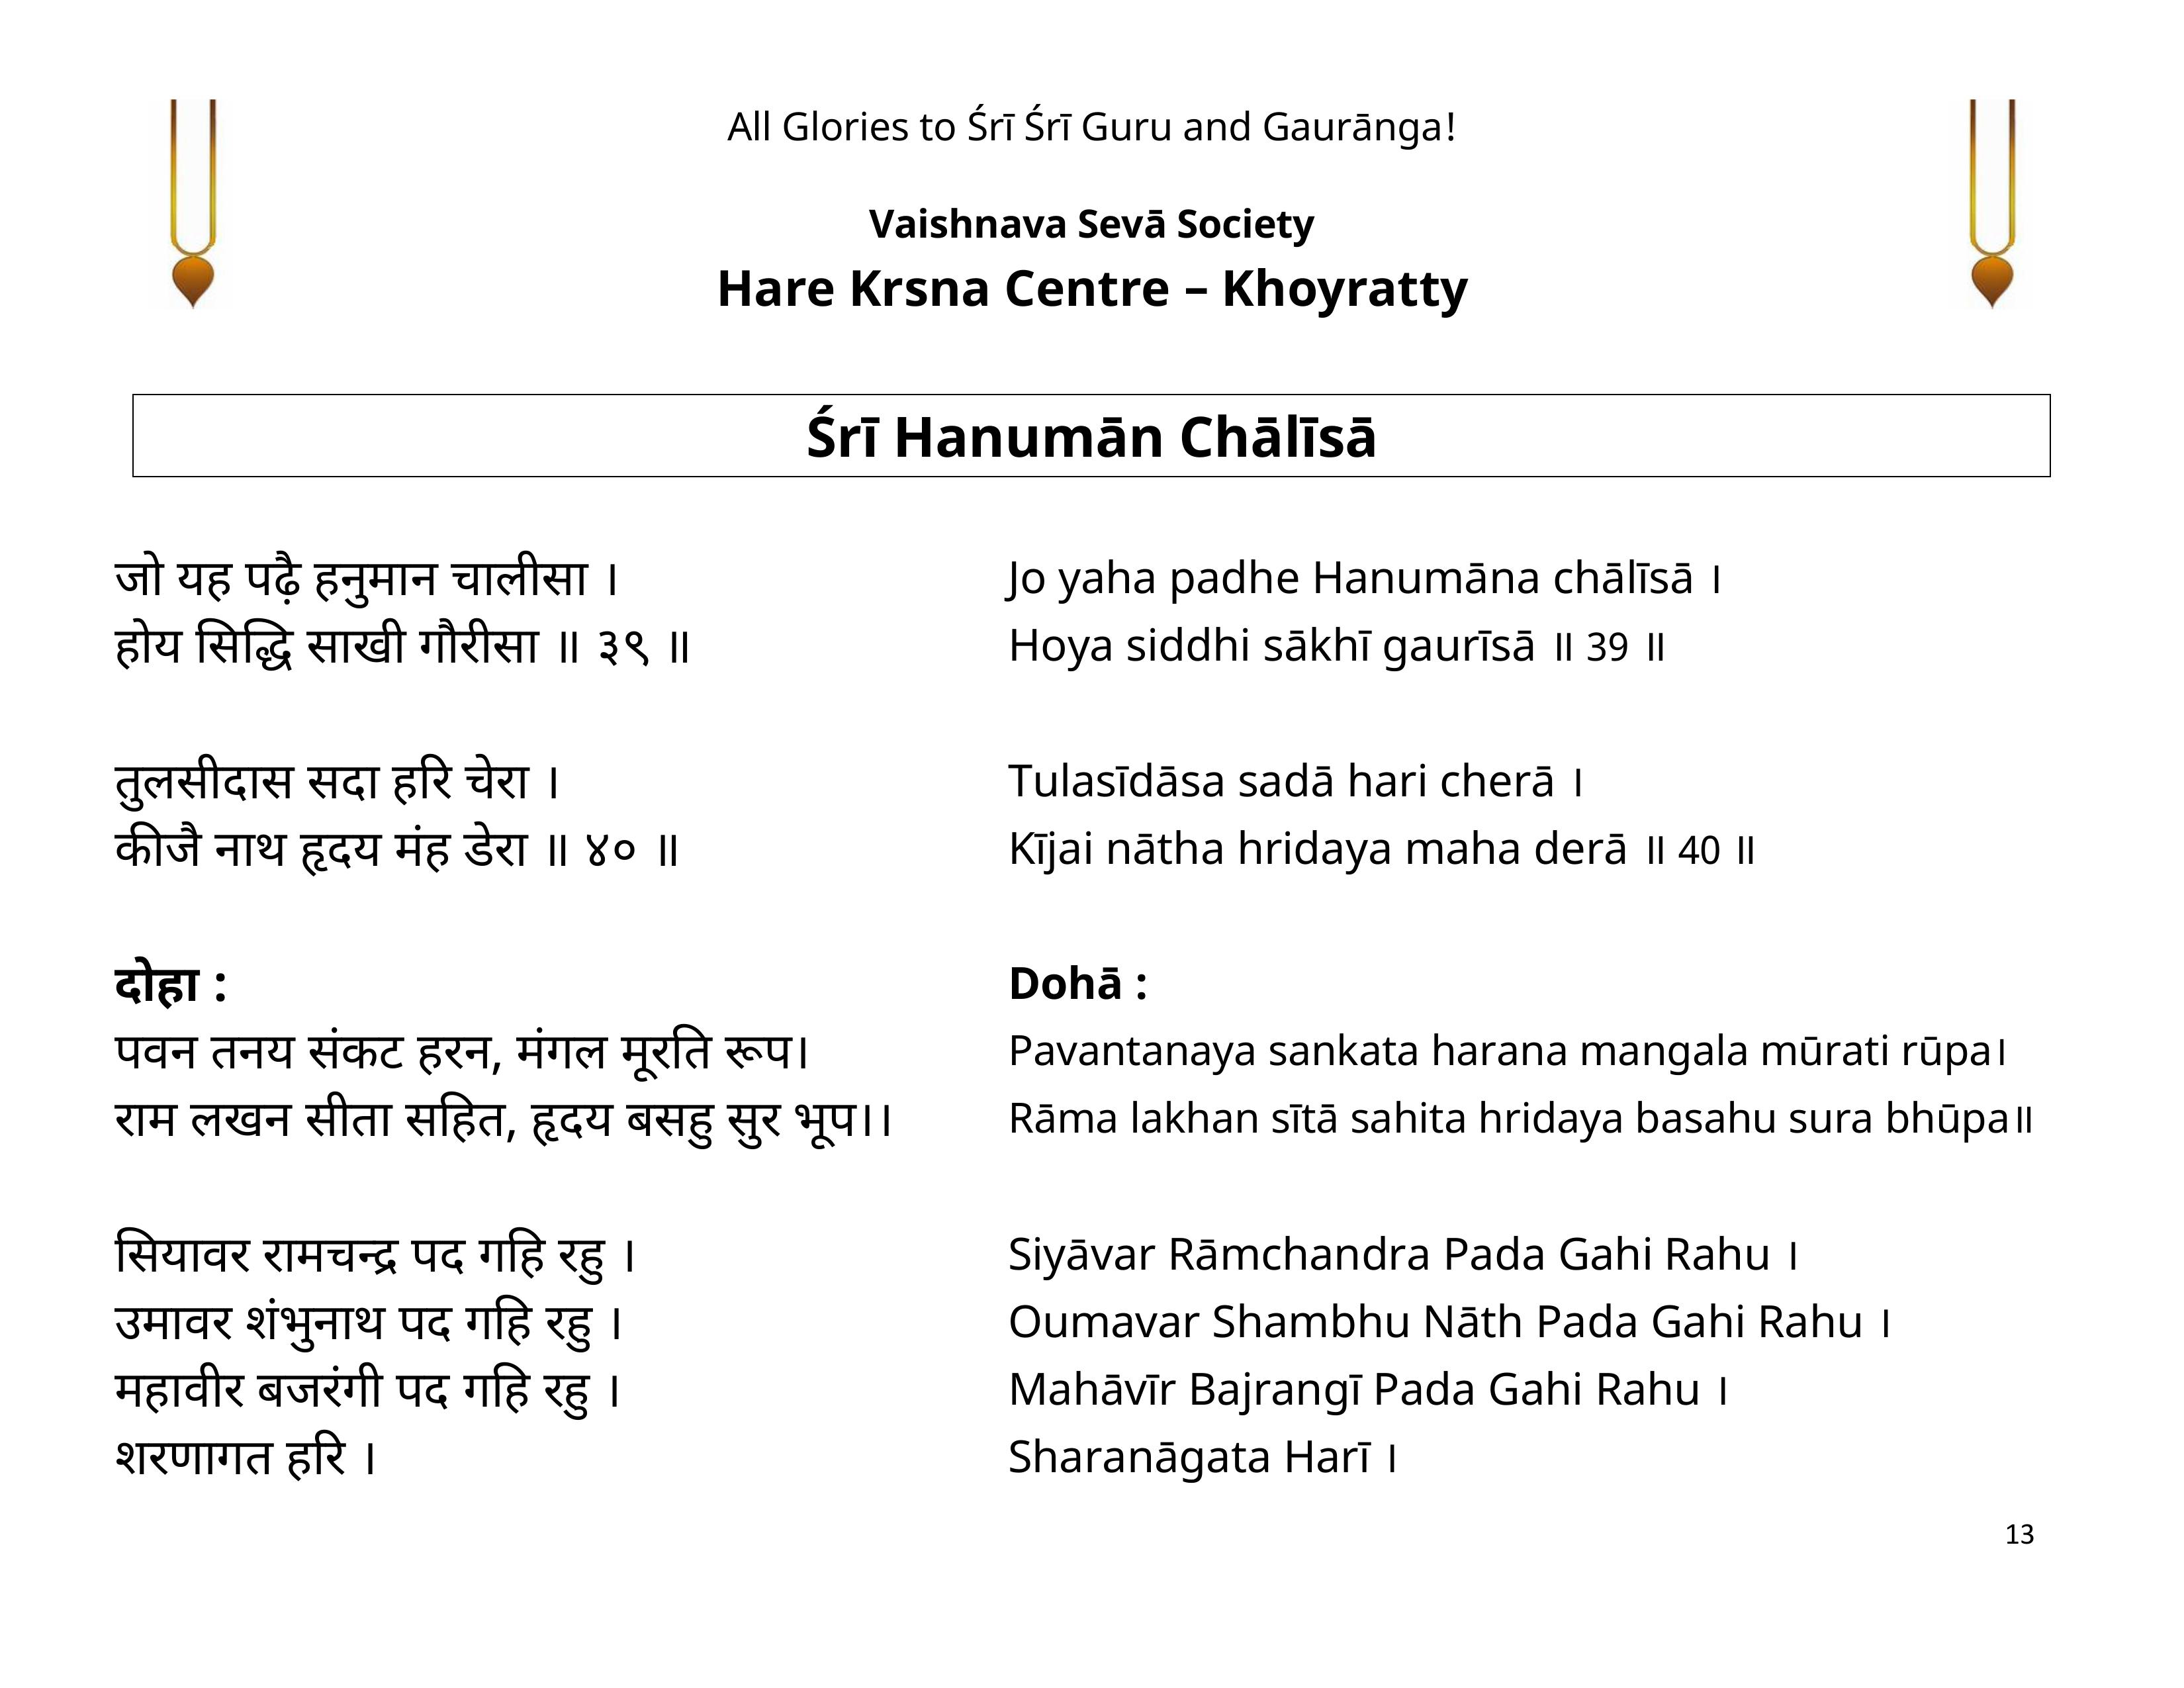 All Glories to Śrī Śrī Guru and Gaurānga!
Vaishnava Sevā Society
Hare Krsna Centre – Khoyratty
Śrī Hanumān Chālīsā
जो यह पढ़ै हनुमान चालीसा ।
होय सिद्धि साखी गौरीसा ॥ ३९ ॥
तुलसीदास सदा हरि चेरा ।
कीजै नाथ हृदय मंह डेरा ॥ ४० ॥
दोहा :
पवन तनय संकट हरन, मंगल मूरति रूप।
राम लखन सीता सहित, हृदय बसहु सुर भूप।।
सियावर रामचन्द्र पद गहि रहु ।
उमावर शंभुनाथ पद गहि रहु ।
महावीर बजरंगी पद गहि रहु ।
शरणागत हरि ।
Jo yaha padhe Hanumāna chālīsā ।
Hoya siddhi sākhī gaurīsā ॥ 39 ॥
Tulasīdāsa sadā hari cherā ।
Kījai nātha hridaya maha derā ॥ 40 ॥
Dohā :
Pavantanaya sankata harana mangala mūrati rūpa।
Rāma lakhan sītā sahita hridaya basahu sura bhūpa॥
Siyāvar Rāmchandra Pada Gahi Rahu ।
Oumavar Shambhu Nāth Pada Gahi Rahu ।
Mahāvīr Bajrangī Pada Gahi Rahu ।
Sharanāgata Harī ।
13